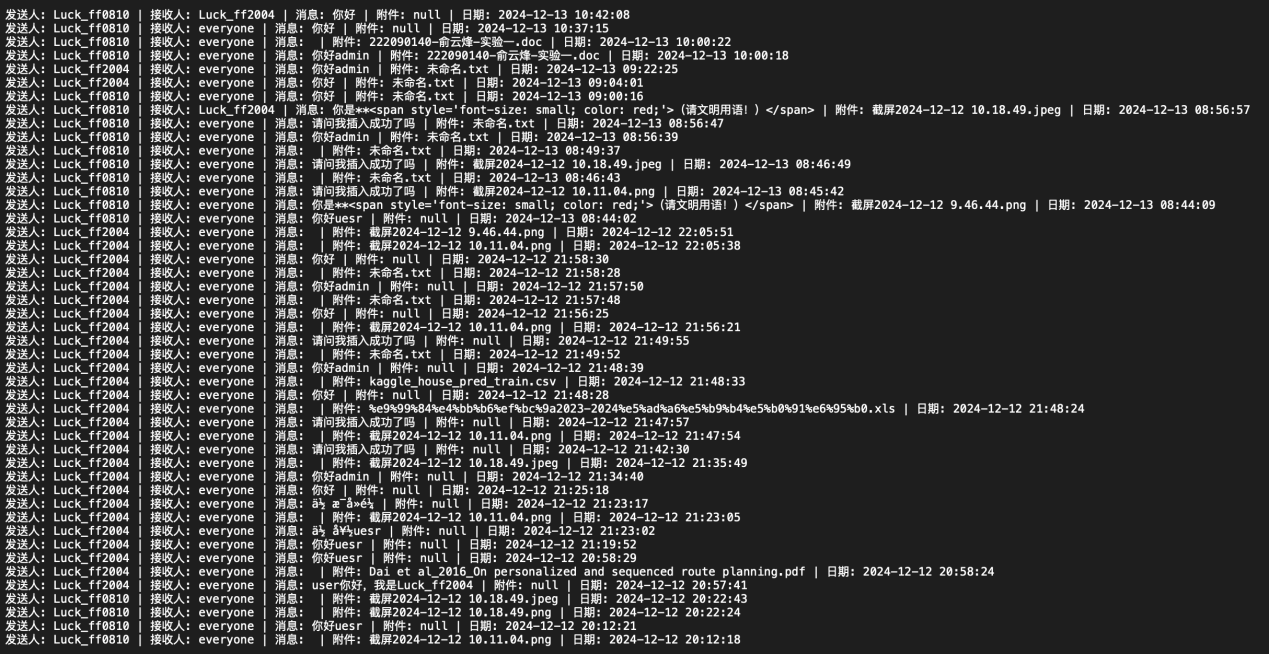 发送人: Luck_ff0810 | 接收人: Luck_ff2004 | 消息: 你好 | 附件: null | 日期: 2024-12-13 10:42:08
发送人: Luck_ff0810 | 接收人: everyone | 消息: 你好 | 附件: null | 日期: 2024-12-13 10:37:15
发送人: Luck_ff0810 | 接收人: everyone | 消息:  | 附件: 222090140-俞云烽-实验一.doc | 日期: 2024-12-13 10:00:22
发送人: Luck_ff0810 | 接收人: everyone | 消息: 你好admin | 附件: 222090140-俞云烽-实验一.doc | 日期: 2024-12-13 10:00:18
发送人: Luck_ff2004 | 接收人: everyone | 消息: 你好admin | 附件: 未命名.txt | 日期: 2024-12-13 09:22:25
发送人: Luck_ff2004 | 接收人: everyone | 消息: 你好 | 附件: 未命名.txt | 日期: 2024-12-13 09:04:01
发送人: Luck_ff0810 | 接收人: everyone | 消息: 你好 | 附件: 未命名.txt | 日期: 2024-12-13 09:00:16
发送人: Luck_ff0810 | 接收人: Luck_ff2004 | 消息: 你是**<span style='font-size: small; color: red;'>（请文明用语！）</span> | 附件: 截屏2024-12-12 10.18.49.jpeg | 日期: 2024-12-13 08:56:57
发送人: Luck_ff0810 | 接收人: everyone | 消息: 请问我插入成功了吗 | 附件: 未命名.txt | 日期: 2024-12-13 08:56:47
发送人: Luck_ff0810 | 接收人: everyone | 消息: 你好admin | 附件: 未命名.txt | 日期: 2024-12-13 08:56:39
发送人: Luck_ff0810 | 接收人: everyone | 消息:  | 附件: 未命名.txt | 日期: 2024-12-13 08:49:37
发送人: Luck_ff0810 | 接收人: everyone | 消息: 请问我插入成功了吗 | 附件: 截屏2024-12-12 10.18.49.jpeg | 日期: 2024-12-13 08:46:49
发送人: Luck_ff0810 | 接收人: everyone | 消息:  | 附件: 未命名.txt | 日期: 2024-12-13 08:46:43
发送人: Luck_ff0810 | 接收人: everyone | 消息: 请问我插入成功了吗 | 附件: 截屏2024-12-12 10.11.04.png | 日期: 2024-12-13 08:45:42
发送人: Luck_ff0810 | 接收人: everyone | 消息: 你是**<span style='font-size: small; color: red;'>（请文明用语！）</span> | 附件: 截屏2024-12-12 9.46.44.png | 日期: 2024-12-13 08:44:09
发送人: Luck_ff0810 | 接收人: everyone | 消息: 你好uesr | 附件: null | 日期: 2024-12-13 08:44:02
发送人: Luck_ff2004 | 接收人: everyone | 消息:  | 附件: 截屏2024-12-12 9.46.44.png | 日期: 2024-12-12 22:05:51
发送人: Luck_ff2004 | 接收人: everyone | 消息:  | 附件: 截屏2024-12-12 10.11.04.png | 日期: 2024-12-12 22:05:38
发送人: Luck_ff2004 | 接收人: everyone | 消息: 你好 | 附件: null | 日期: 2024-12-12 21:58:30
发送人: Luck_ff2004 | 接收人: everyone | 消息:  | 附件: 未命名.txt | 日期: 2024-12-12 21:58:28
发送人: Luck_ff2004 | 接收人: everyone | 消息: 你好admin | 附件: null | 日期: 2024-12-12 21:57:50
发送人: Luck_ff2004 | 接收人: everyone | 消息:  | 附件: 未命名.txt | 日期: 2024-12-12 21:57:48
发送人: Luck_ff2004 | 接收人: everyone | 消息: 你好 | 附件: null | 日期: 2024-12-12 21:56:25
发送人: Luck_ff2004 | 接收人: everyone | 消息:  | 附件: 截屏2024-12-12 10.11.04.png | 日期: 2024-12-12 21:56:21
发送人: Luck_ff2004 | 接收人: everyone | 消息: 请问我插入成功了吗 | 附件: null | 日期: 2024-12-12 21:49:55
发送人: Luck_ff2004 | 接收人: everyone | 消息:  | 附件: 未命名.txt | 日期: 2024-12-12 21:49:52
发送人: Luck_ff2004 | 接收人: everyone | 消息: 你好admin | 附件: null | 日期: 2024-12-12 21:48:39
发送人: Luck_ff2004 | 接收人: everyone | 消息:  | 附件: kaggle_house_pred_train.csv | 日期: 2024-12-12 21:48:33
发送人: Luck_ff2004 | 接收人: everyone | 消息: 你好 | 附件: null | 日期: 2024-12-12 21:48:28
发送人: Luck_ff2004 | 接收人: everyone | 消息:  | 附件: %e9%99%84%e4%bb%b6%ef%bc%9a2023-2024%e5%ad%a6%e5%b9%b4%e5%b0%91%e6%95%b0.xls | 日期: 2024-12-12 21:48:24
发送人: Luck_ff2004 | 接收人: everyone | 消息: 请问我插入成功了吗 | 附件: null | 日期: 2024-12-12 21:47:57
发送人: Luck_ff2004 | 接收人: everyone | 消息:  | 附件: 截屏2024-12-12 10.11.04.png | 日期: 2024-12-12 21:47:54
发送人: Luck_ff2004 | 接收人: everyone | 消息: 请问我插入成功了吗 | 附件: null | 日期: 2024-12-12 21:42:30
发送人: Luck_ff2004 | 接收人: everyone | 消息:  | 附件: 截屏2024-12-12 10.18.49.jpeg | 日期: 2024-12-12 21:35:49
发送人: Luck_ff2004 | 接收人: everyone | 消息: 你好admin | 附件: null | 日期: 2024-12-12 21:34:40
发送人: Luck_ff2004 | 接收人: everyone | 消息: 你好 | 附件: null | 日期: 2024-12-12 21:25:18
发送人: Luck_ff2004 | 接收人: everyone | 消息: | 附件: null | 日期: 2024-12-12 21:23:17
发送人: Luck_ff2004 | 接收人: everyone | 消息:  | 附件: 截屏2024-12-12 10.11.04.png | 日期: 2024-12-12 21:23:05
发送人: Luck_ff2004 | 接收人: everyone | 消息: ä½ å¥½uesr | 附件: null | 日期: 2024-12-12 21:23:02
发送人: Luck_ff2004 | 接收人: everyone | 消息: 你好uesr | 附件: null | 日期: 2024-12-12 21:19:52
发送人: Luck_ff2004 | 接收人: everyone | 消息: 你好uesr | 附件: null | 日期: 2024-12-12 20:58:29
发送人: Luck_ff2004 | 接收人: everyone | 消息:  | 附件: Dai et al_2016_On personalized and sequenced route planning.pdf | 日期: 2024-12-12 20:58:24
发送人: Luck_ff2004 | 接收人: everyone | 消息: user你好，我是Luck_ff2004 | 附件: null | 日期: 2024-12-12 20:57:41
发送人: Luck_ff0810 | 接收人: everyone | 消息:  | 附件: 截屏2024-12-12 10.18.49.jpeg | 日期: 2024-12-12 20:22:43
发送人: Luck_ff0810 | 接收人: everyone | 消息:  | 附件: 截屏2024-12-12 10.18.49.jpeg | 日期: 2024-12-12 20:22:24
发送人: Luck_ff0810 | 接收人: everyone | 消息: 你好uesr | 附件: null | 日期: 2024-12-12 20:12:21
发送人: Luck_ff0810 | 接收人: everyone | 消息:  | 附件: 截屏2024-12-12 10.11.04.png | 日期: 2024-12-12 20:12:18